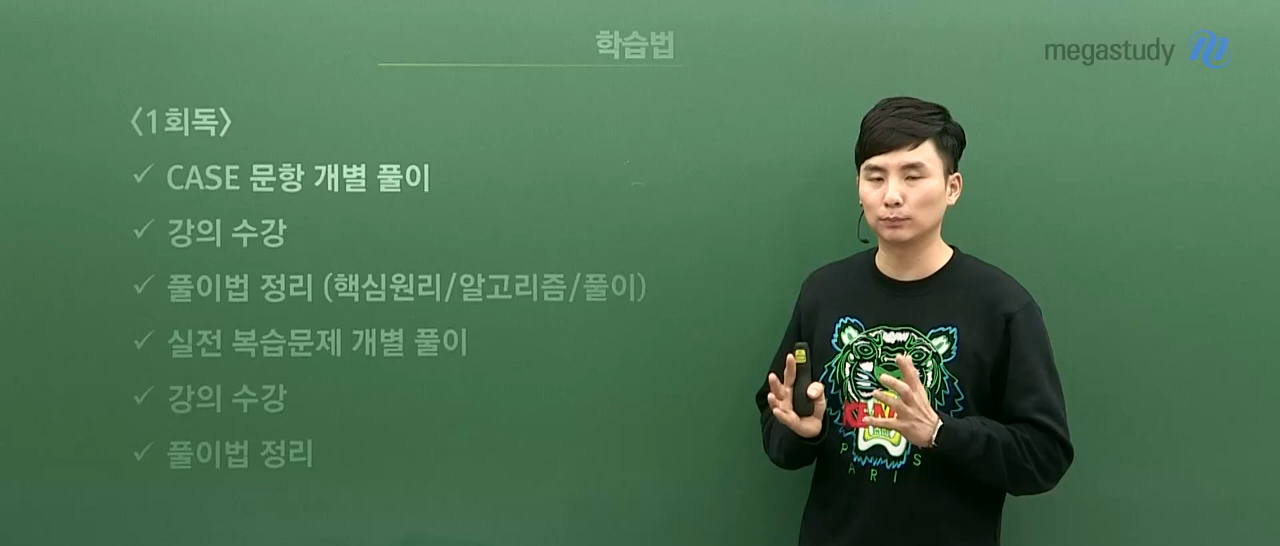 학습법
megastudy
〈1회독〉
✓ CASE 문항 개별 풀이
✓ 강의 수강
✓ 풀이법 정리 (핵심원리/알고리즘/풀이)
✓ 실전 복습문제 개별 풀이
✓ 강의 수강
✓ 풀이법 정리
KEN
PARIS